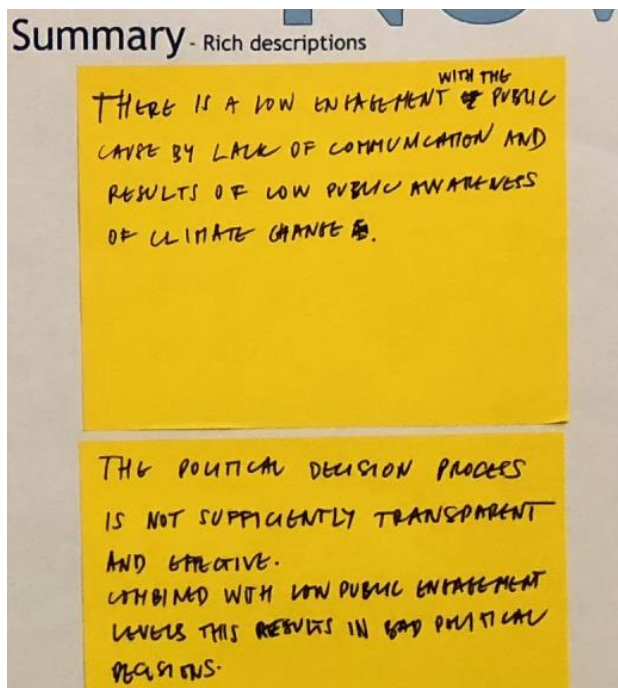 Summary - Rich descriptions
WITH THE
THERE IS A LOW ENGAGEMENT PUBLIC
CAUSE BY LACK OF COMMUNICATION AND
RESULTS OF LOW PUBLIC AWARENESS
OF CLIMATE CHANGE.
THE POLITICAL DECISION PROCESS
IS NOT SUFFICIENTLY TRANSPARENT
AND EFFECTIVE.
COMBINED WITH LOW PUBLIC ENGAGEMENT
LEVELS THIS RESULTS IN BAD POLITICAL
DECISIONS.